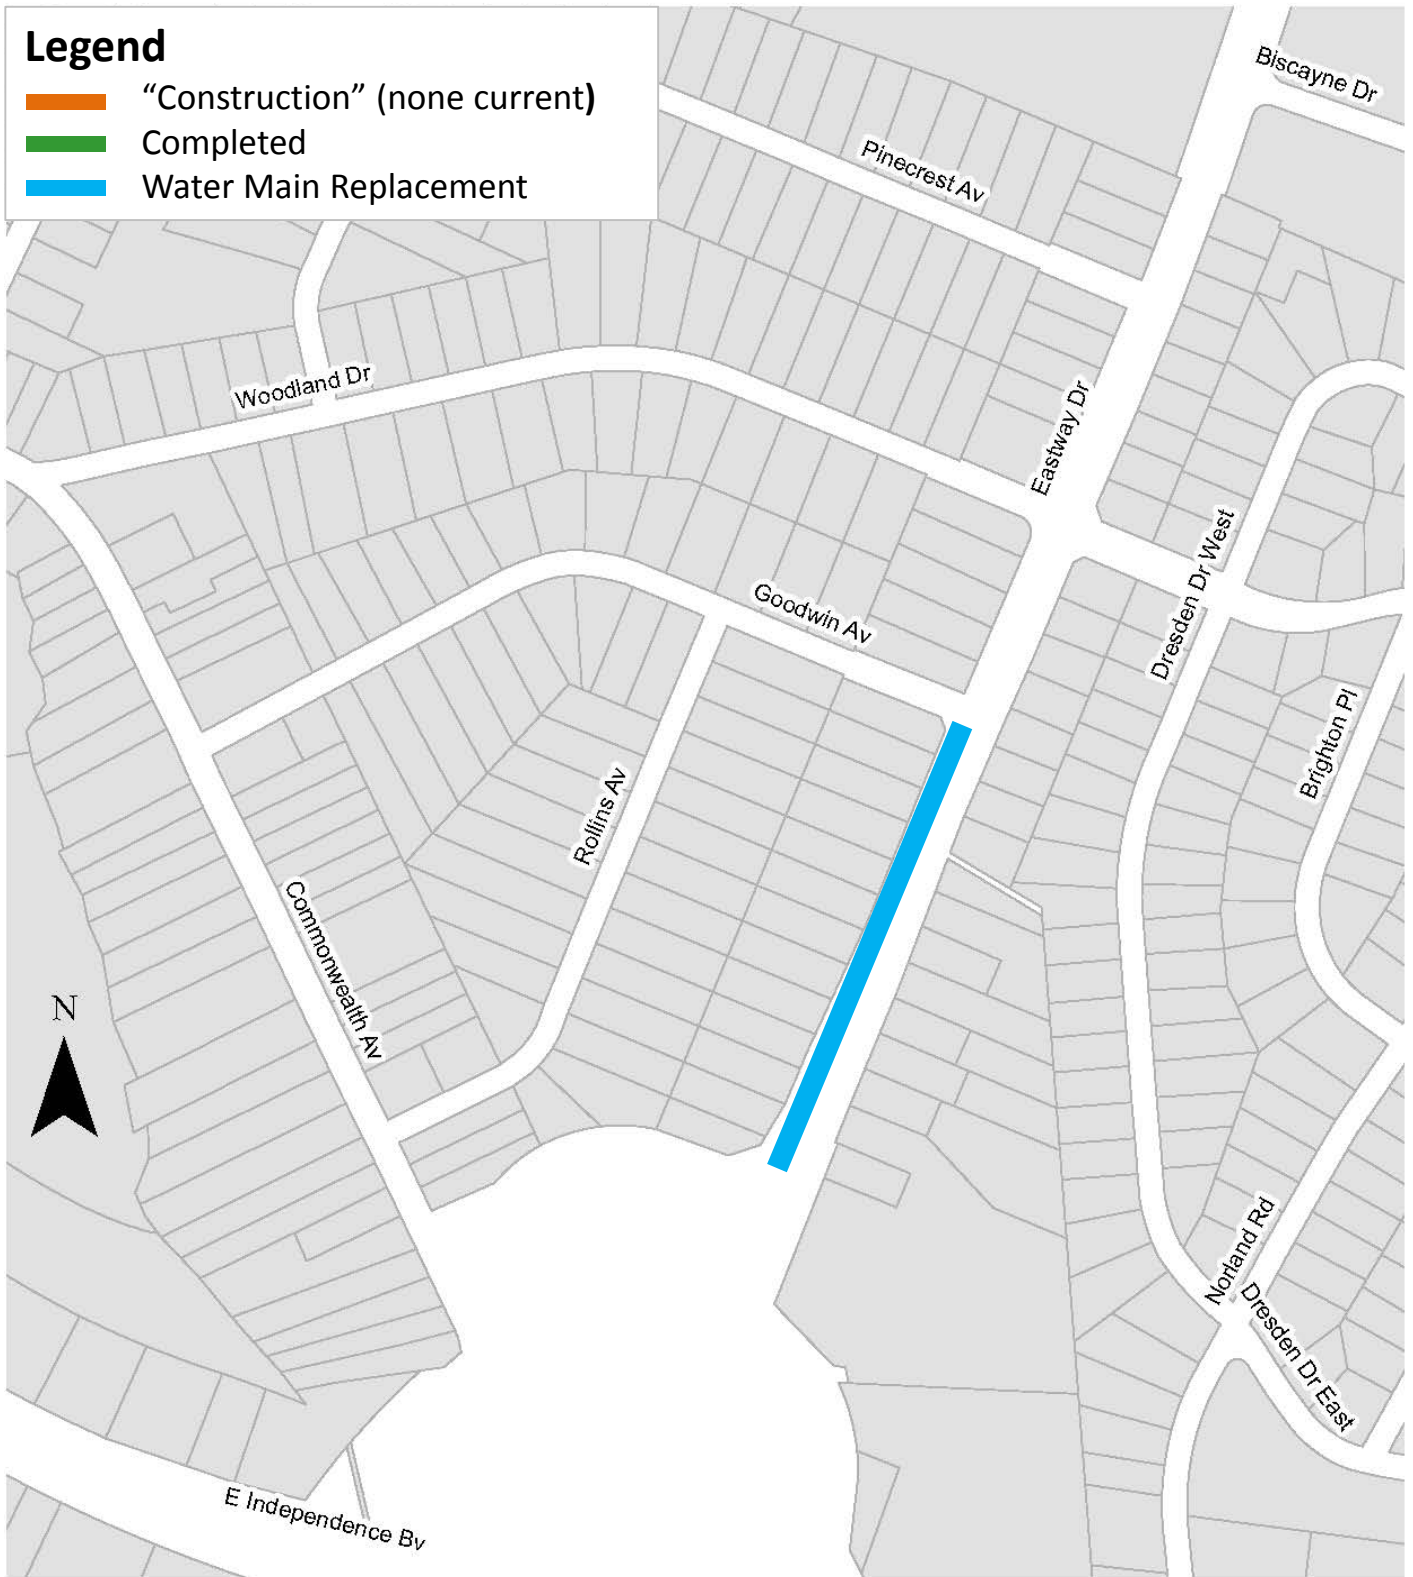 Legend
“Construction” (none current)
Completed
Water Main Replacement
Biscayne Dr
Pinecrest Av
Woodland Dr
Eastway Dr
Dresden Dr West
Goodwin Av
Brighton Pl
Rollins Av
Commonwealth Av
N
Norland Rd
Dresden Dr East
E Independence Bv